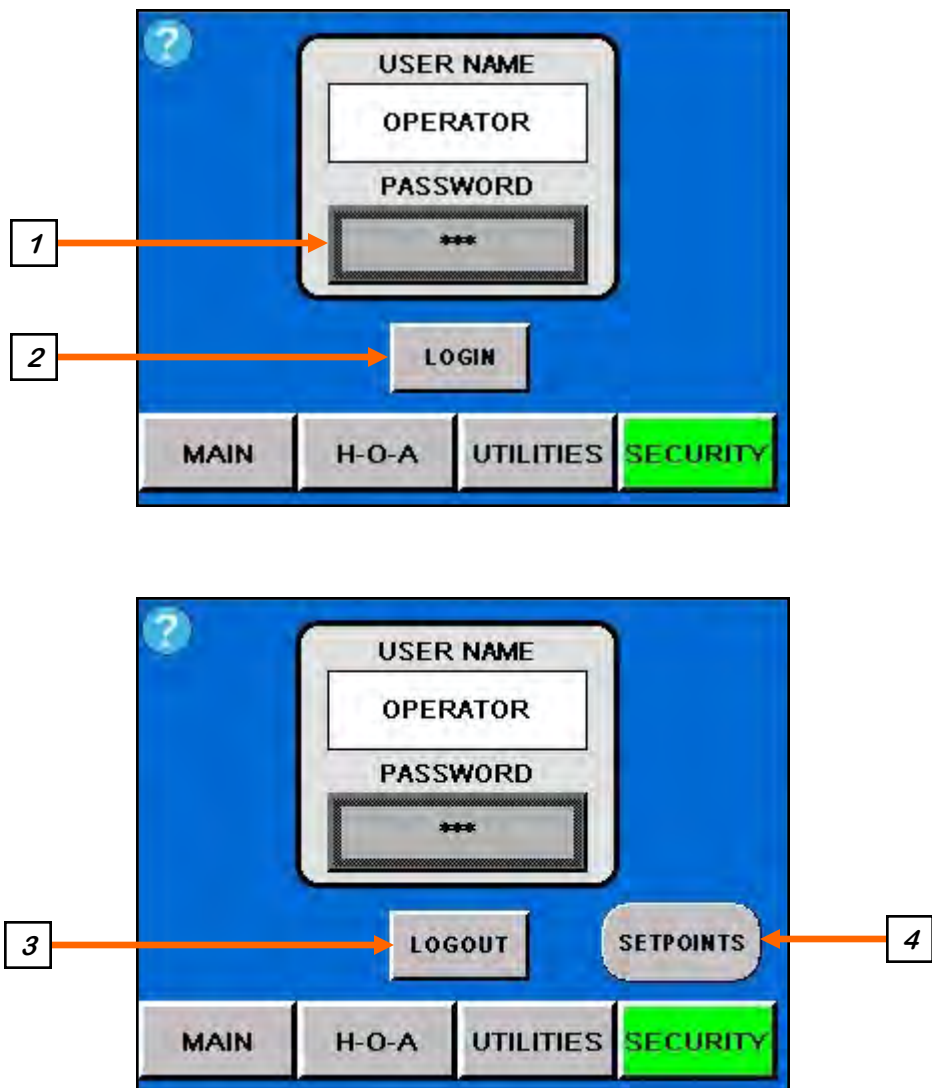 ?
USER NAME
OPERATOR
PASSWORD
1
***
2
LOGIN
MAIN H-O-A UTILITIES SECURITY
?
USER NAME
OPERATOR
PASSWORD
***
3
LOGOUT
SETPOINTS
4
MAIN H-O-A UTILITIES SECURITY